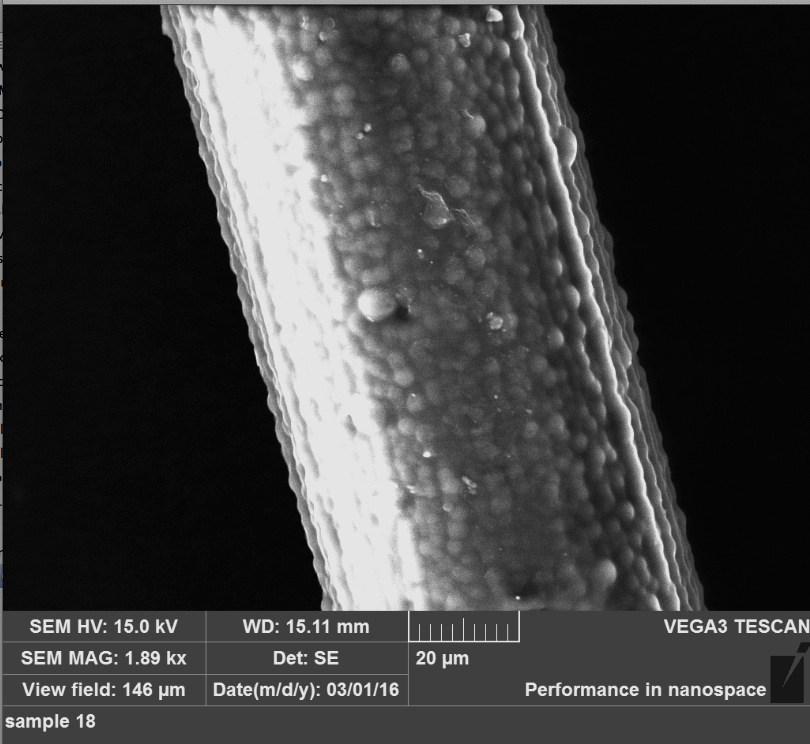 SEM HV: 15.0 kV WD: 15.11 mm VEGA3 TESCAN
SEM MAG: 1.89 kx Det: SE 20 µm
View field: 146 µm Date(m/d/y): 03/01/16 Performance in nanospace
sample 18